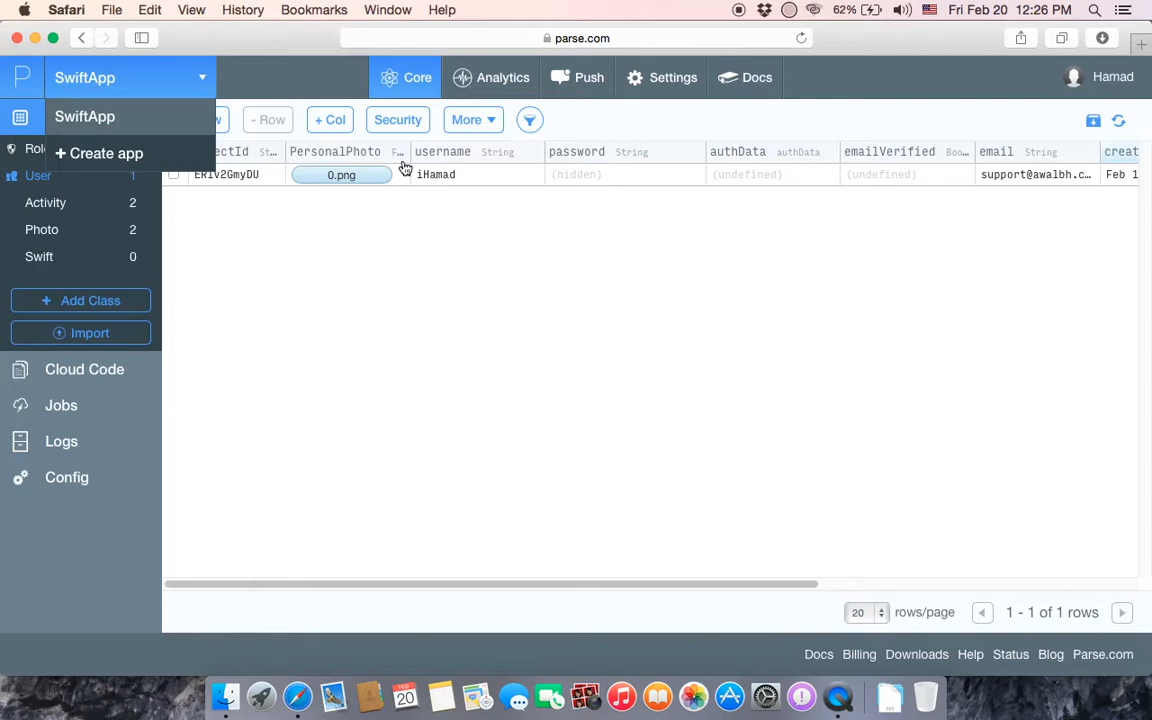 Safari File Edit View History Bookmarks Window Help 62% Fri Feb 20 12:26 PM
parse.com
SwiftApp Core Analytics Push Settings Docs Hamad
SwiftApp
- Row + Col Security More
+ Create app
PersonalPhoto F... username String password String authData authData emailVerified Boo... email String
User 1 ERlv2GmyDU 0.png iHamad (hidden) (undefined) (undefined) support@awalbh.c... Feb 1
Activity 2
Photo 2
Swift 0
+ Add Class
Import
Cloud Code
Jobs
Logs
Config
20 rows/page 1 - 1 of 1 rows
Docs Billing Downloads Help Status Blog Parse.com